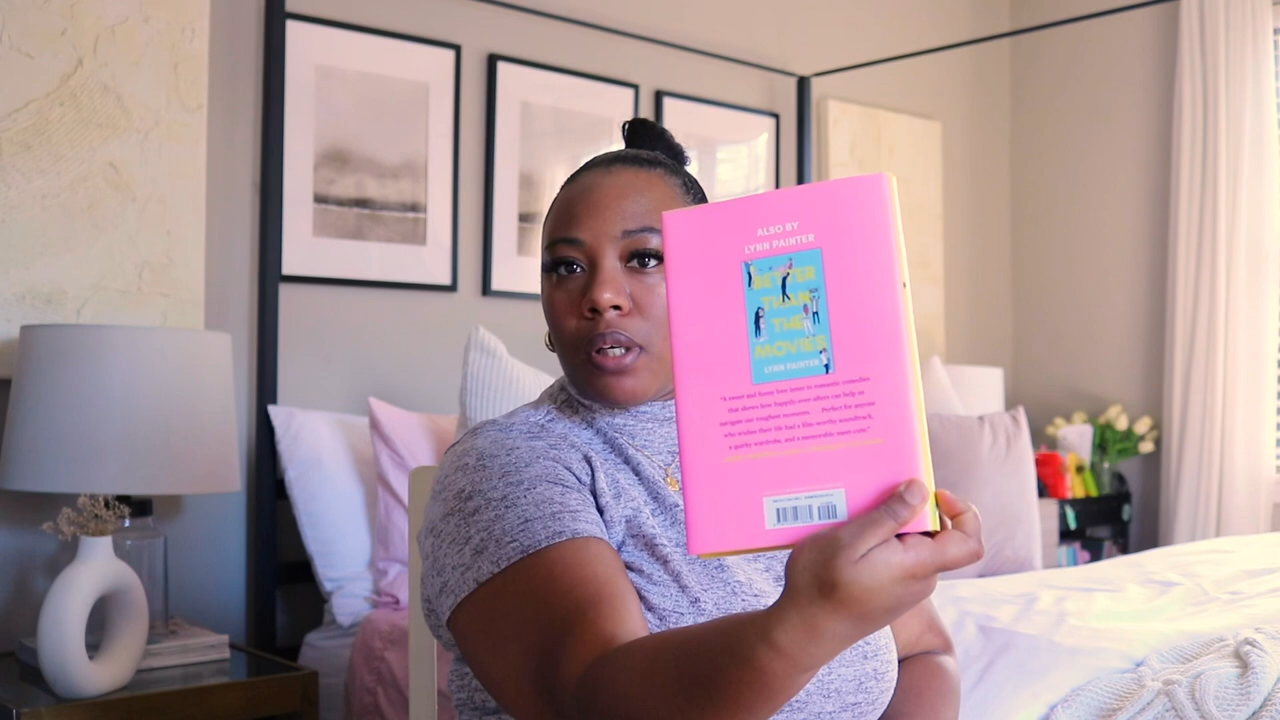 ALSO BY
LYNN PAINTER
BETTER
THAN
THE
MOVIES
LYNN PAINTER
"A sweet and funny love letter to romantic comedies
that shows how happily-ever-afters can help us
navigate our toughest moments. . . . Perfect for anyone
who wishes their life had a film-worthy soundtrack,
a quirky wardrobe, and a memorable meet-cute."